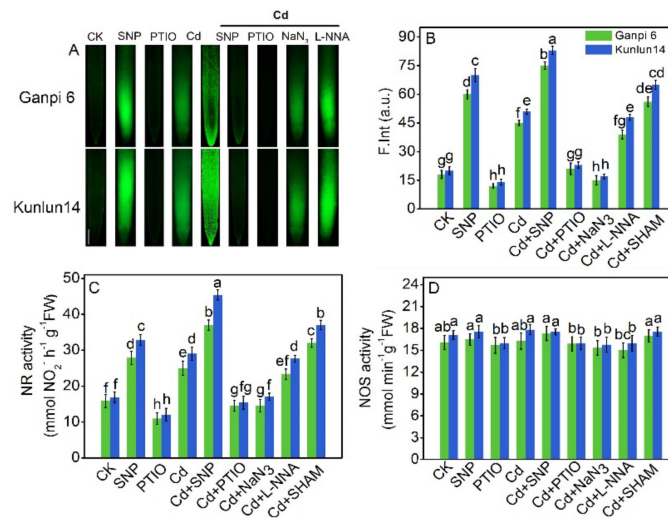 Cd
A CK SNP PTIO Cd SNP PTIO NaN₃ L-NNA
Ganpi 6
Kunlun14
B
Ganpi 6
Kunlun14
F.Int (a.u.)
90
75
60
45
30
15
0
g g c d h h f e b a g g h h fg e de cd
CK SNP PTIO Cd Cd+SNP Cd+PTIO Cd+NaN₃ Cd+L-NNA Cd+SHAM
C
NR activity
(mmol NO₂⁻ h⁻¹ g⁻¹FW)
50
40
30
20
10
0
f f d c h h e d b a g fg g f ef d b c
CK SNP PTIO Cd Cd+SNP Cd+PTIO Cd+NaN₃ Cd+L-NNA Cd+SHAM
D
NOS activity
(mmol min⁻¹g⁻¹FW)
24
21
18
15
12
9
6
3
0
ab a a a b b ab a a a b b b b bc b a a
CK SNP PTIO Cd Cd+SNP Cd+PTIO Cd+NaN₃ Cd+L-NNA Cd+SHAM